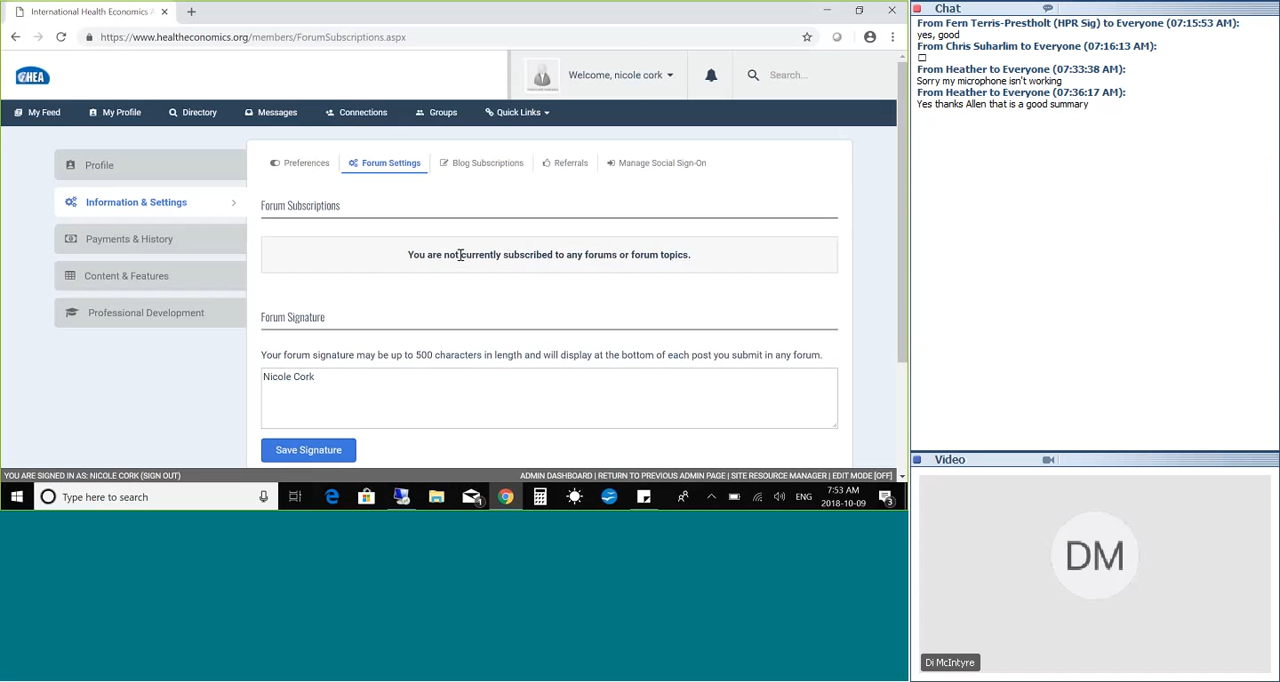 International Health Economics A
https://www.healtheconomics.org/members/ForumSubscriptions.aspx
iHEA
Welcome, nicole cork
Search...
My Feed
My Profile
Directory
Messages
Connections
Groups
Quick Links
Profile
Information & Settings
Payments & History
Content & Features
Professional Development
Preferences
Forum Settings
Blog Subscriptions
Referrals
Manage Social Sign-On
Forum Subscriptions
You are not currently subscribed to any forums or forum topics.
Forum Signature
Your forum signature may be up to 500 characters in length and will display at the bottom of each post you submit in any forum.
Nicole Cork
Save Signature
YOU ARE SIGNED IN AS: NICOLE CORK (SIGN OUT)
ADMIN DASHBOARD | RETURN TO PREVIOUS ADMIN PAGE | SITE RESOURCE MANAGER | EDIT MODE [OFF]
Type here to search
1
ENG
7:53 AM
2018-10-09
3
Chat
From Fern Terris-Prestholt (HPR Sig) to Everyone (07:15:53 AM):
yes, good
From Chris Suharlim to Everyone (07:16:13 AM):
From Heather to Everyone (07:33:38 AM):
Sorry my microphone isn't working
From Heather to Everyone (07:36:17 AM):
Yes thanks Allen that is a good summary
Video
DM
Di McIntyre